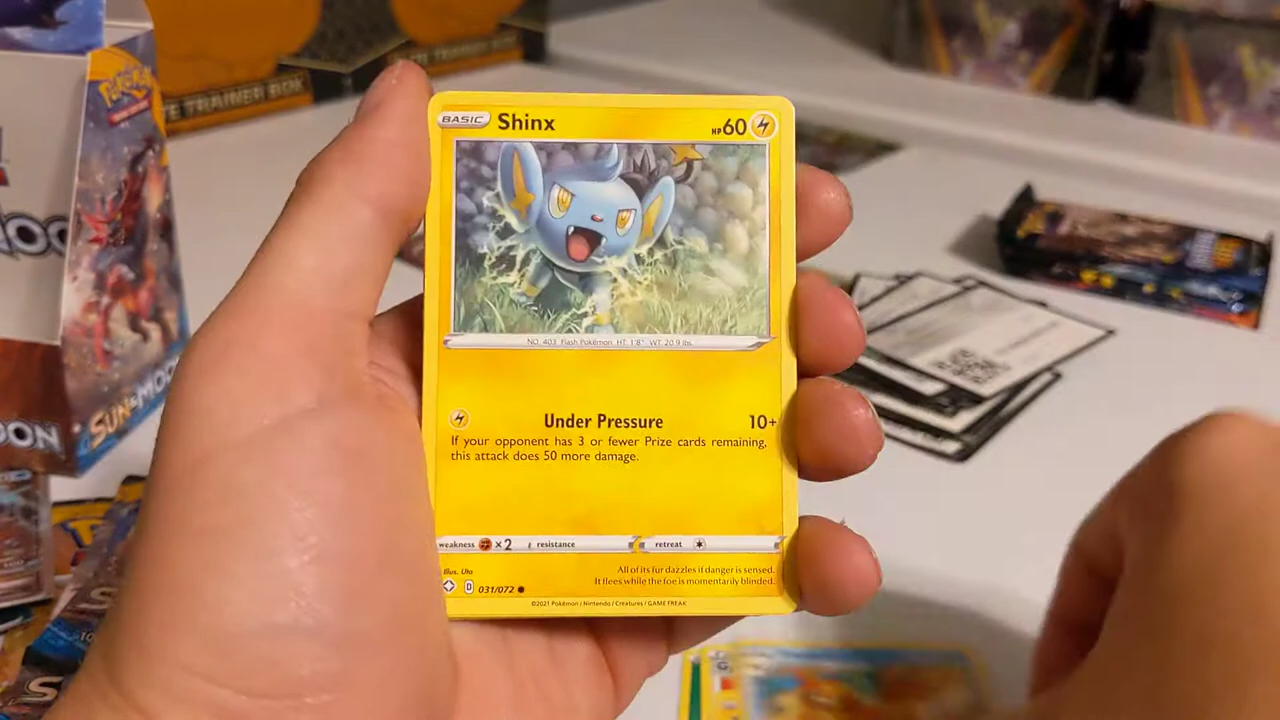 POKÉMON
E TRAINER BOX
BASIC Shinx HP60
NO. 403 Flash Pokémon HT: 1'8" WT: 20.9 lbs.
Under Pressure 10+
If your opponent has 3 or fewer Prize cards remaining,
this attack does 50 more damage.
weakness ×2 resistance retreat
Illus. Uta
All of its fur dazzles if danger is sensed.
It flees while the foe is momentarily blinded.
D 031/072
©2021 Pokémon / Nintendo / Creatures / GAME FREAK
SUN & MOON
OON